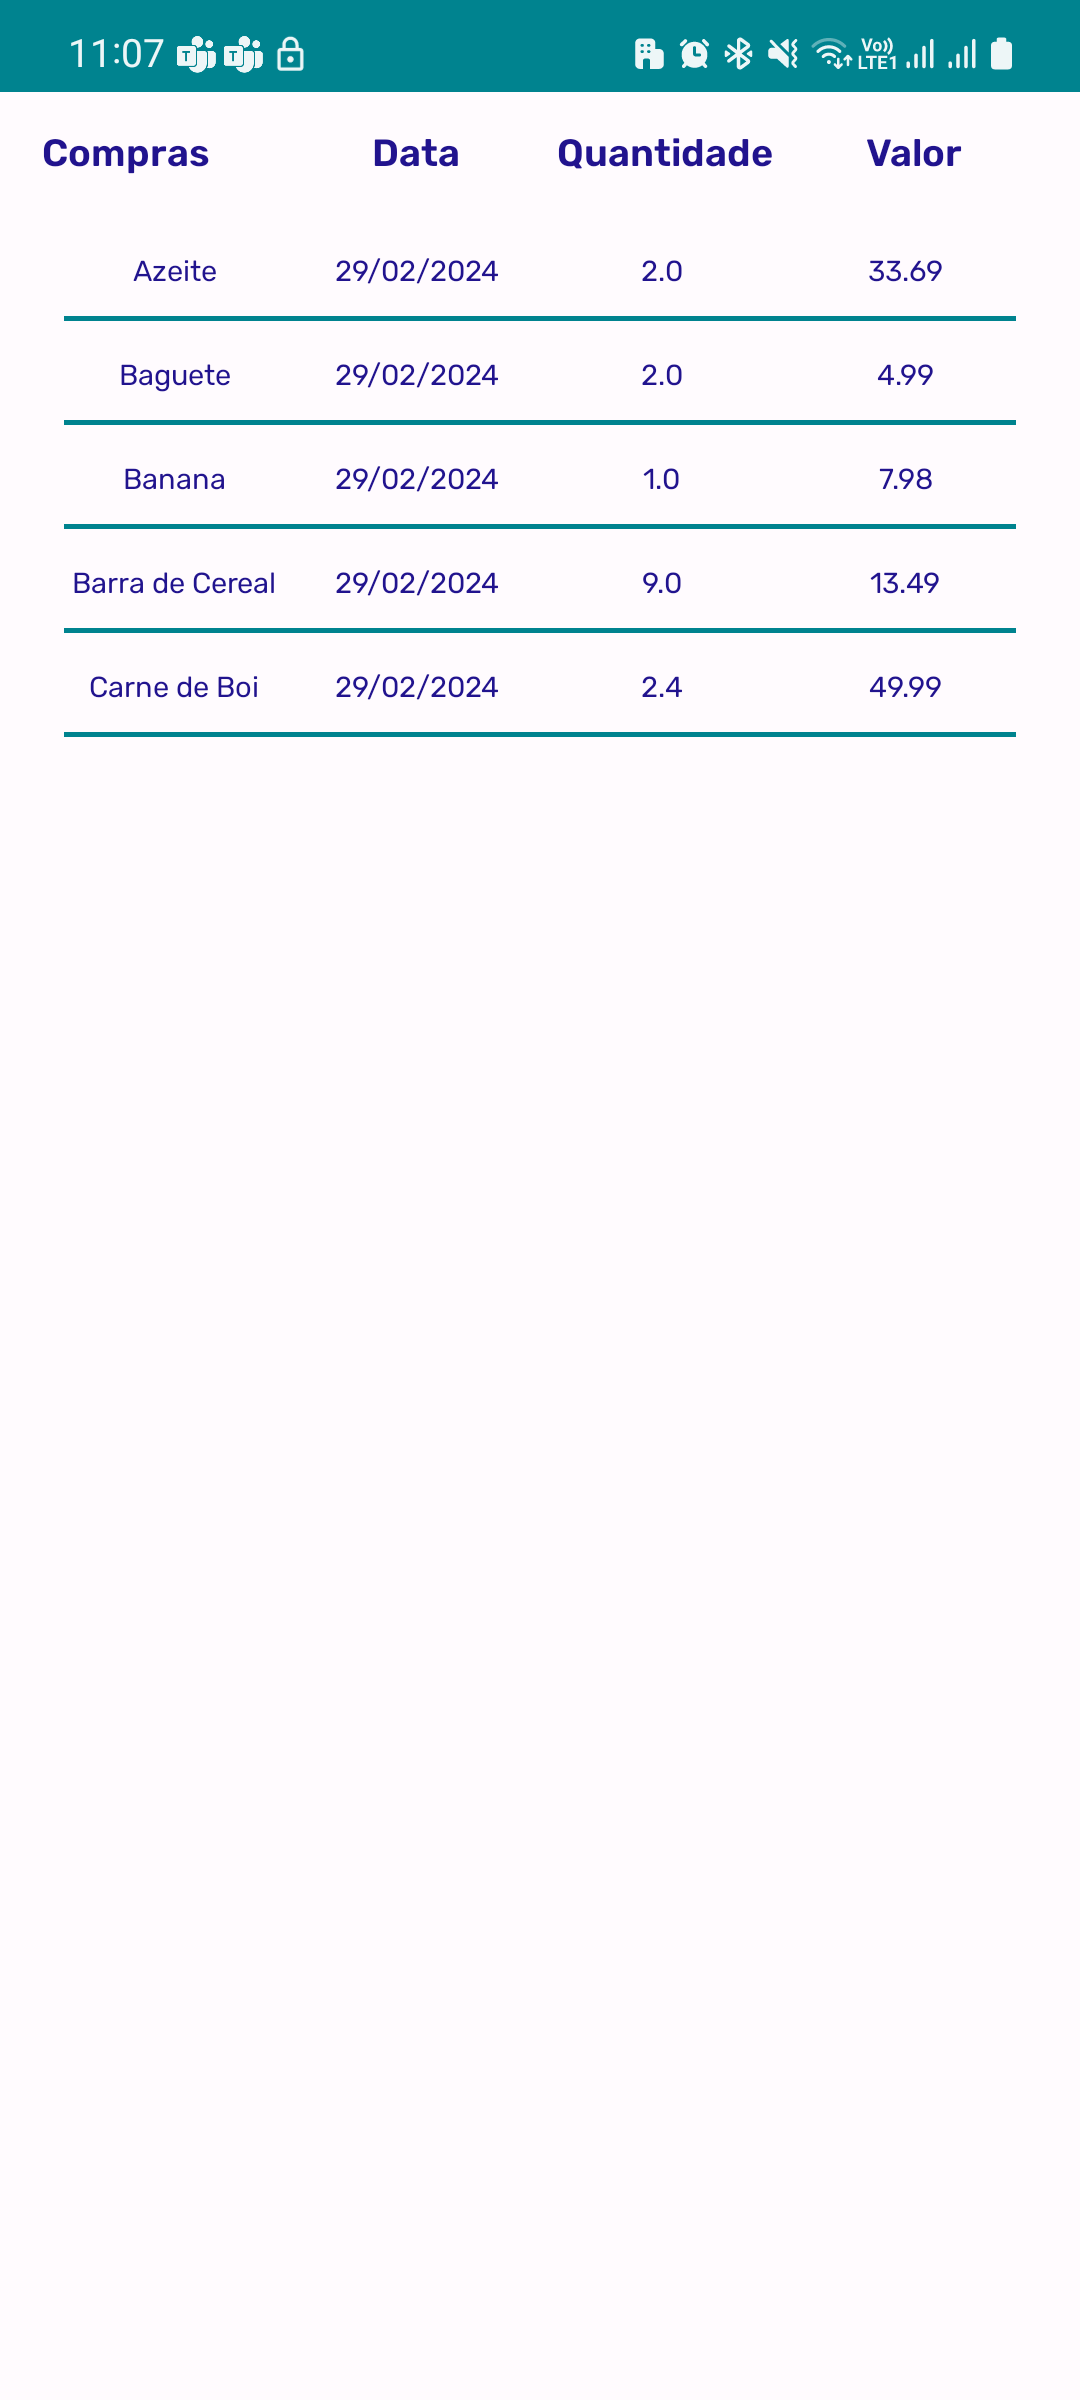 11:07 Vo)) LTE1
Compras Data Quantidade Valor
Azeite 29/02/2024 2.0 33.69
Baguete 29/02/2024 2.0 4.99
Banana 29/02/2024 1.0 7.98
Barra de Cereal 29/02/2024 9.0 13.49
Carne de Boi 29/02/2024 2.4 49.99